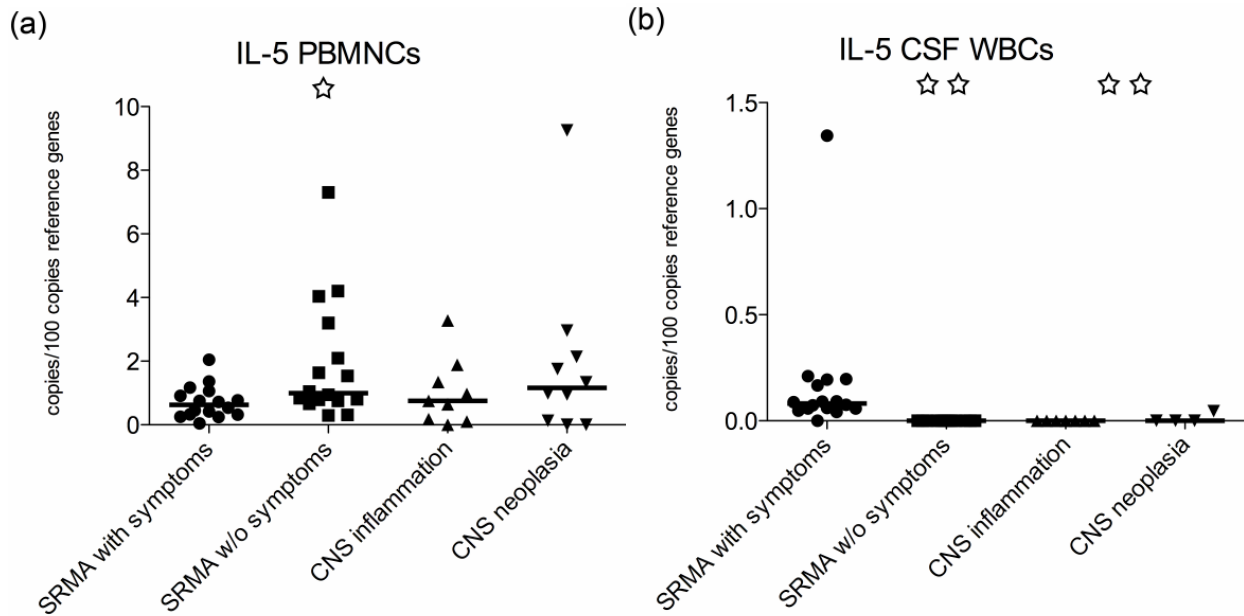 (a)
IL-5 PBMNCs
copies/100 copies reference genes
10
8
6
4
2
0
SRMA with symptoms
SRMA w/o symptoms
CNS inflammation
CNS neoplasia
(b)
IL-5 CSF WBCs
copies/100 copies reference genes
1.5
1.0
0.5
0.0
SRMA with symptoms
SRMA w/o symptoms
CNS inflammation
CNS neoplasia